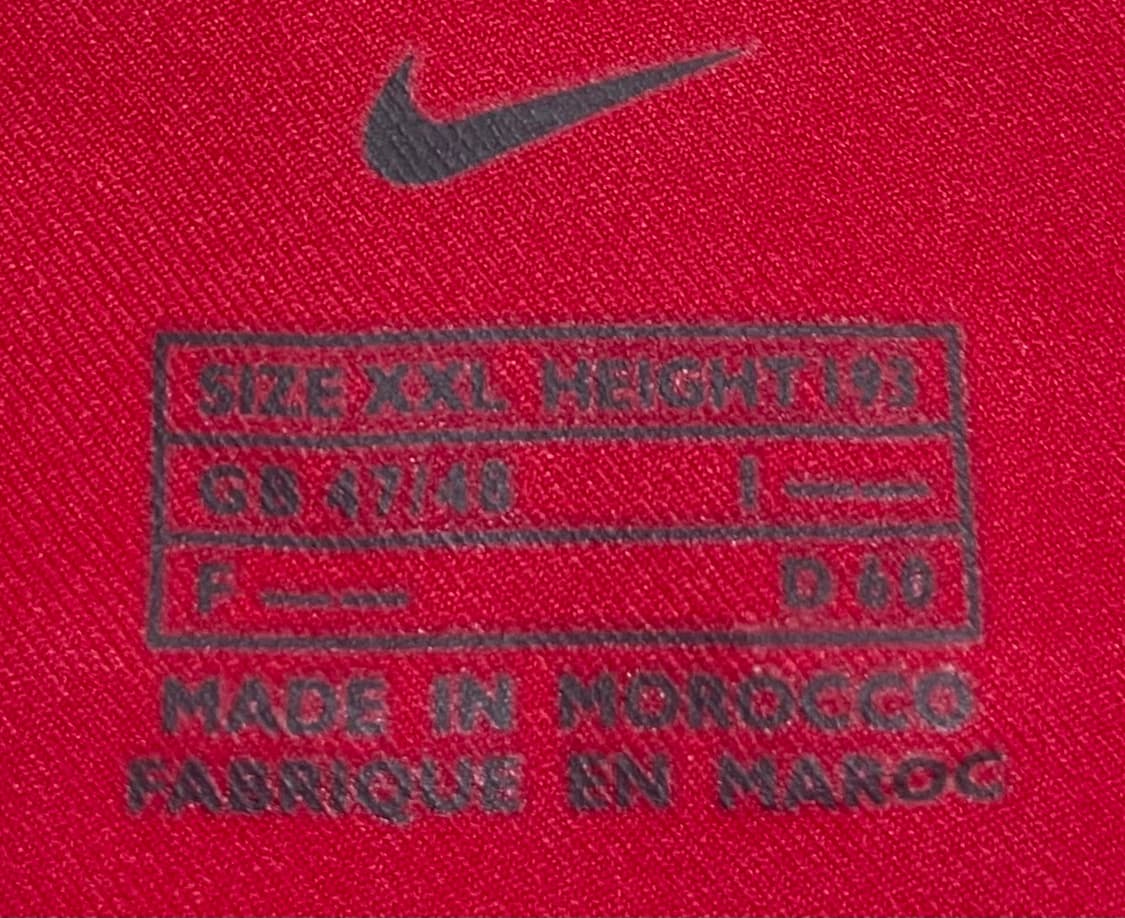 SIZE XXL HEIGHT 193
GB 47/48 I ——
F —— D 60
MADE IN MOROCCO
FABRIQUE EN MAROC